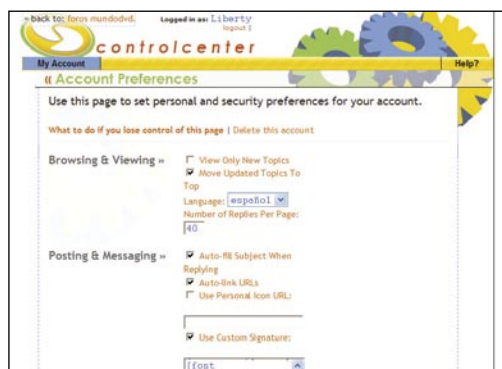 « back to: foros mundodvd.
Logged in as: Liberty
logout |
controlcenter
My Account
Help?
« Account Preferences
Use this page to set personal and security preferences for your account.
What to do if you lose control of this page | Delete this account
Browsing & Viewing »
View Only New Topics
Move Updated Topics To
Top
Language: español
Number of Replies Per Page:
40
Posting & Messaging »
Auto-fill Subject When
Replying
Auto-link URLs
Use Personal Icon URL:
Use Custom Signature:
[font